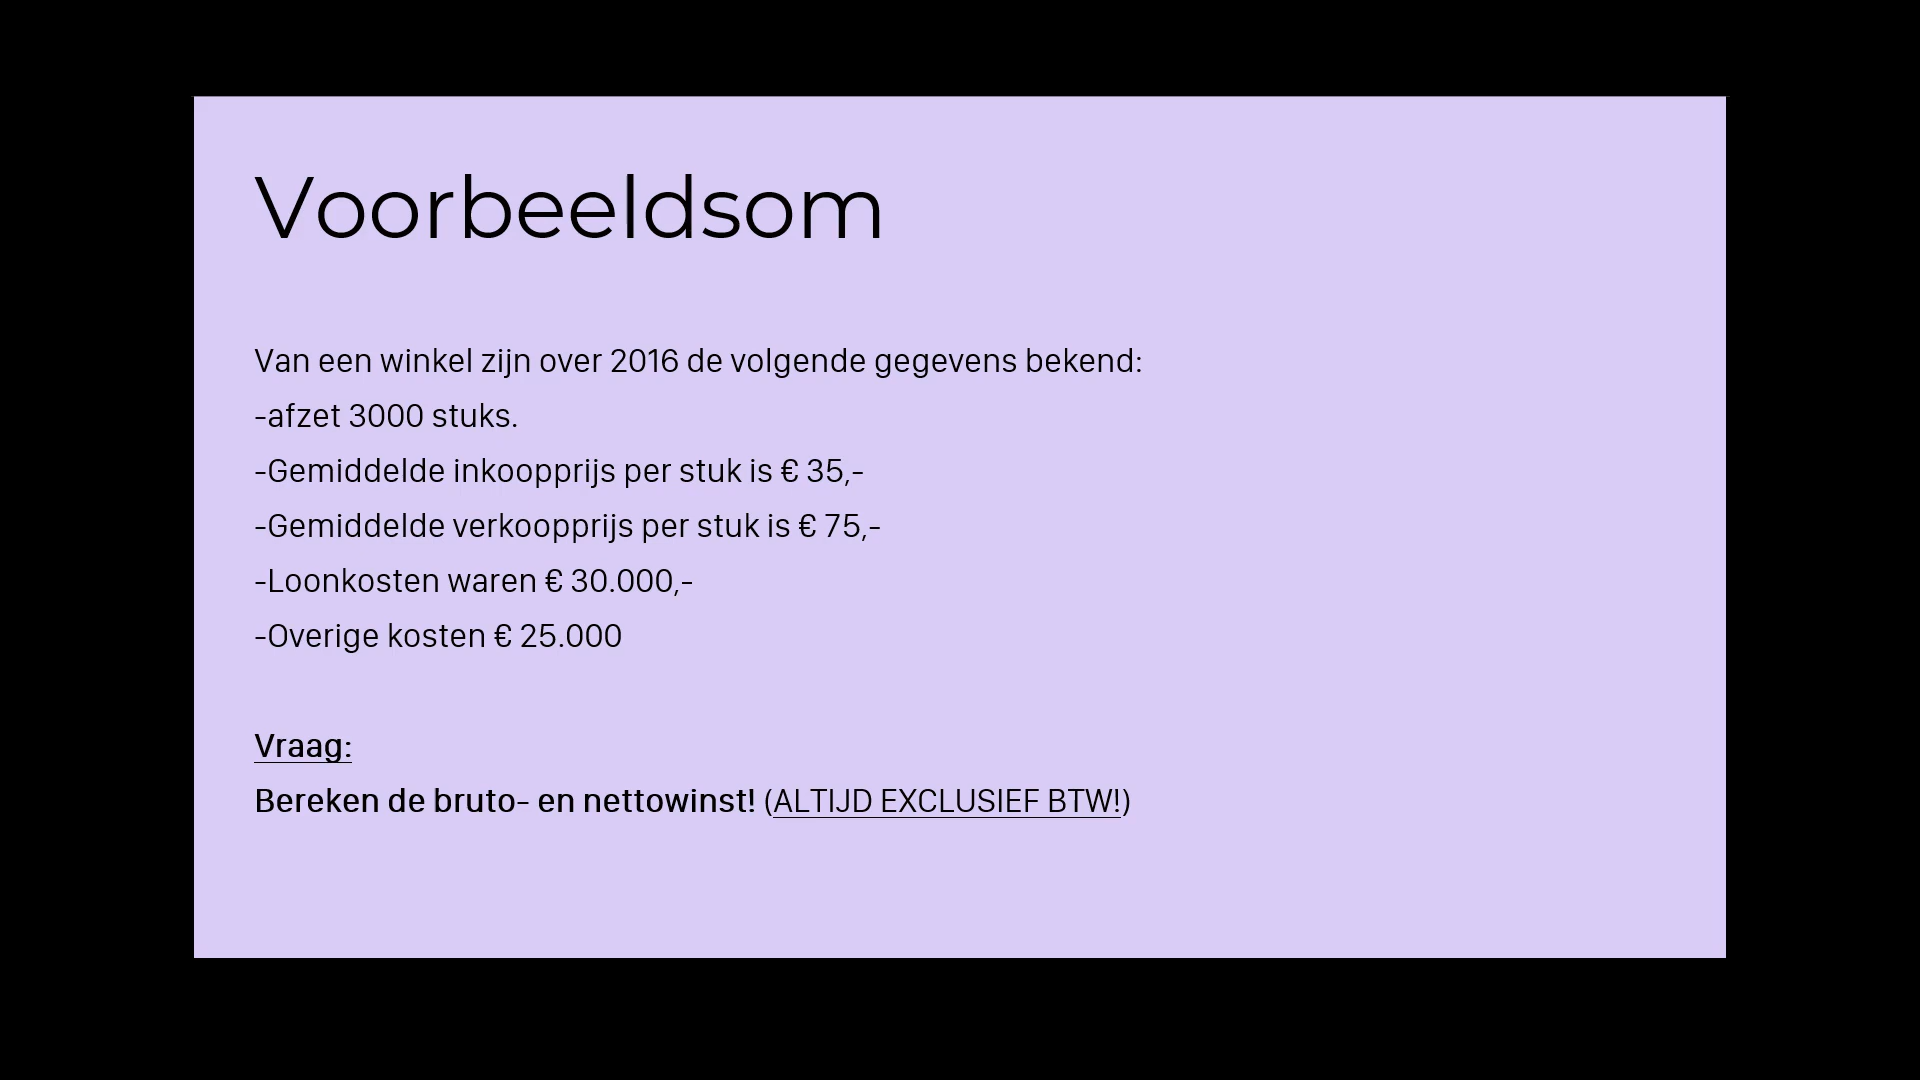 Voorbeeldsom
Van een winkel zijn over 2016 de volgende gegevens bekend:
-afzet 3000 stuks.
-Gemiddelde inkoopprijs per stuk is € 35,-
-Gemiddelde verkoopprijs per stuk is € 75,-
-Loonkosten waren € 30.000,-
-Overige kosten € 25.000
Vraag:
Bereken de bruto- en nettowinst! (ALTIJD EXCLUSIEF BTW!)